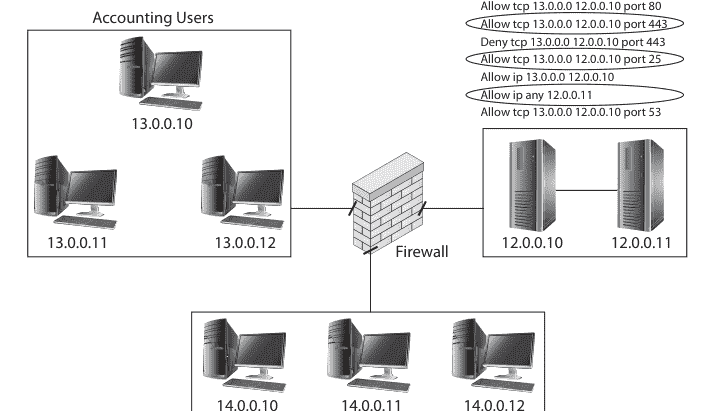 Accounting Users
Allow tcp 13.0.0.0 12.0.0.10 port 80
Allow tcp 13.0.0.0 12.0.0.10 port 443
Deny tcp 13.0.0.0 12.0.0.10 port 443
Allow tcp 13.0.0.0 12.0.0.10 port 25
Allow ip 13.0.0.0 12.0.0.10
Allow ip any 12.0.0.11
Allow tcp 13.0.0.0 12.0.0.10 port 53
13.0.0.10
13.0.0.11
13.0.0.12
Firewall
12.0.0.10
12.0.0.11
14.0.0.10
14.0.0.11
14.0.0.12